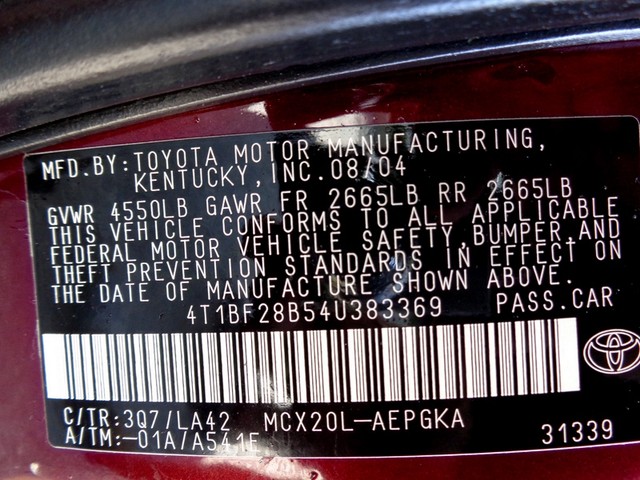 MFD.BY: TOYOTA MOTOR MANUFACTURING,
KENTUCKY, INC. 08/04
GVWR 4550LB GAWR FR 2665LB RR 2665LB
THIS VEHICLE CONFORMS TO ALL APPLICABLE
FEDERAL MOTOR VEHICLE SAFETY, BUMPER, AND
THEFT PREVENTION STANDARDS IN EFFECT ON
THE DATE OF MANUFACTURE SHOWN ABOVE.
4T1BF28B54U383369 PASS.CAR
C/TR:3Q7/LA42 MCX20L-AEPGKA
A/TM:-01A/A541E 31339